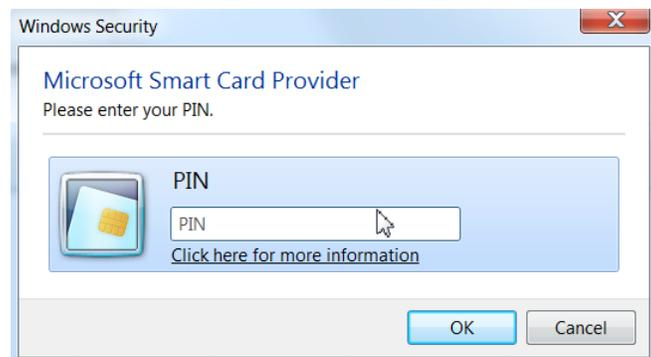 Windows Security
Microsoft Smart Card Provider
Please enter your PIN.
PIN
PIN
Click here for more information
OK
Cancel